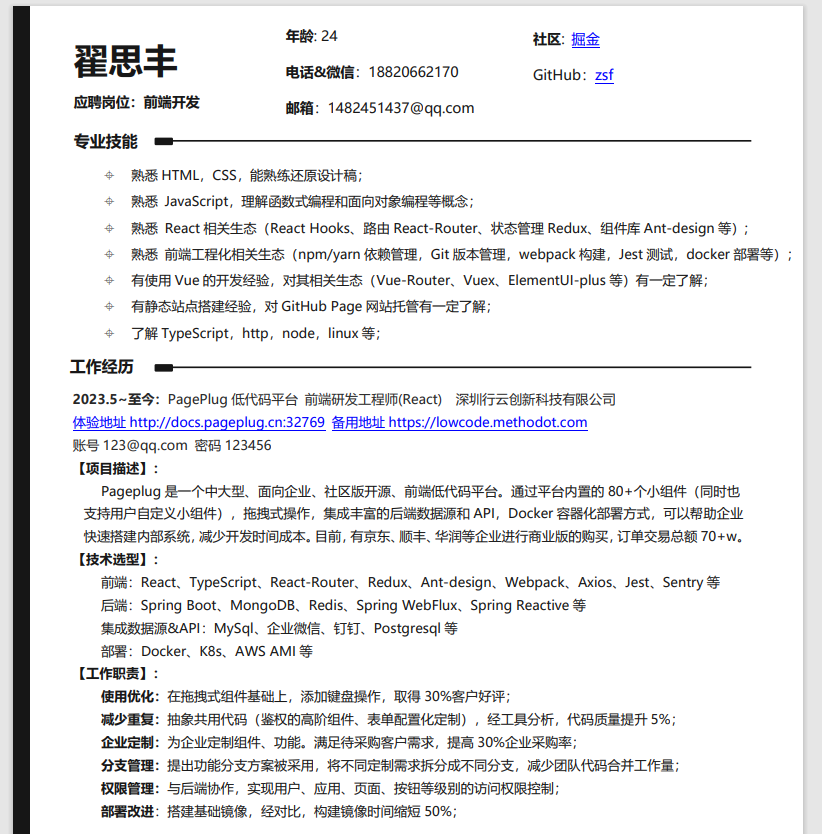 翟思丰
应聘岗位：前端开发
年龄: 24
电话&微信：18820662170
邮箱：1482451437@qq.com
社区: 掘金
GitHub：zsf
专业技能
熟悉 HTML，CSS，能熟练还原设计稿；
熟悉 JavaScript，理解函数式编程和面向对象编程等概念；
熟悉 React 相关生态（React Hooks、路由 React-Router、状态管理 Redux、组件库 Ant-design 等）；
熟悉 前端工程化相关生态（npm/yarn 依赖管理，Git 版本管理，webpack 构建，Jest 测试，docker 部署等）；
有使用 Vue 的开发经验，对其相关生态（Vue-Router、Vuex、ElementUI-plus 等）有一定了解；
有静态站点搭建经验，对 GitHub Page 网站托管有一定了解；
了解 TypeScript，http，node，linux 等；
工作经历
2023.5~至今：PagePlug 低代码平台 前端研发工程师(React) 深圳行云创新科技有限公司
体验地址 http://docs.pageplug.cn:32769 备用地址 https://lowcode.methodot.com
账号 123@qq.com 密码 123456
【项目描述】：
Pageplug 是一个中大型、面向企业、社区版开源、前端低代码平台。通过平台内置的 80+个小组件（同时也
支持用户自定义小组件），拖拽式操作，集成丰富的后端数据源和 API，Docker 容器化部署方式，可以帮助企业
快速搭建内部系统，减少开发时间成本。目前，有京东、顺丰、华润等企业进行商业版的购买，订单交易总额 70+w。
【技术选型】：
前端：React、TypeScript、React-Router、Redux、Ant-design、Webpack、Axios、Jest、Sentry 等
后端：Spring Boot、MongoDB、Redis、Spring WebFlux、Spring Reactive 等
集成数据源&API：MySql、企业微信、钉钉、Postgresql 等
部署：Docker、K8s、AWS AMI 等
【工作职责】：
使用优化：在拖拽式组件基础上，添加键盘操作，取得 30%客户好评；
减少重复：抽象共用代码（鉴权的高阶组件、表单配置化定制），经工具分析，代码质量提升 5%；
企业定制：为企业定制组件、功能。满足待采购客户需求，提高 30%企业采购率；
分支管理：提出功能分支方案被采用，将不同定制需求拆分成不同分支，减少团队代码合并工作量；
权限管理：与后端协作，实现用户、应用、页面、按钮等级别的访问权限控制；
部署改进：搭建基础镜像，经对比，构建镜像时间缩短 50%；